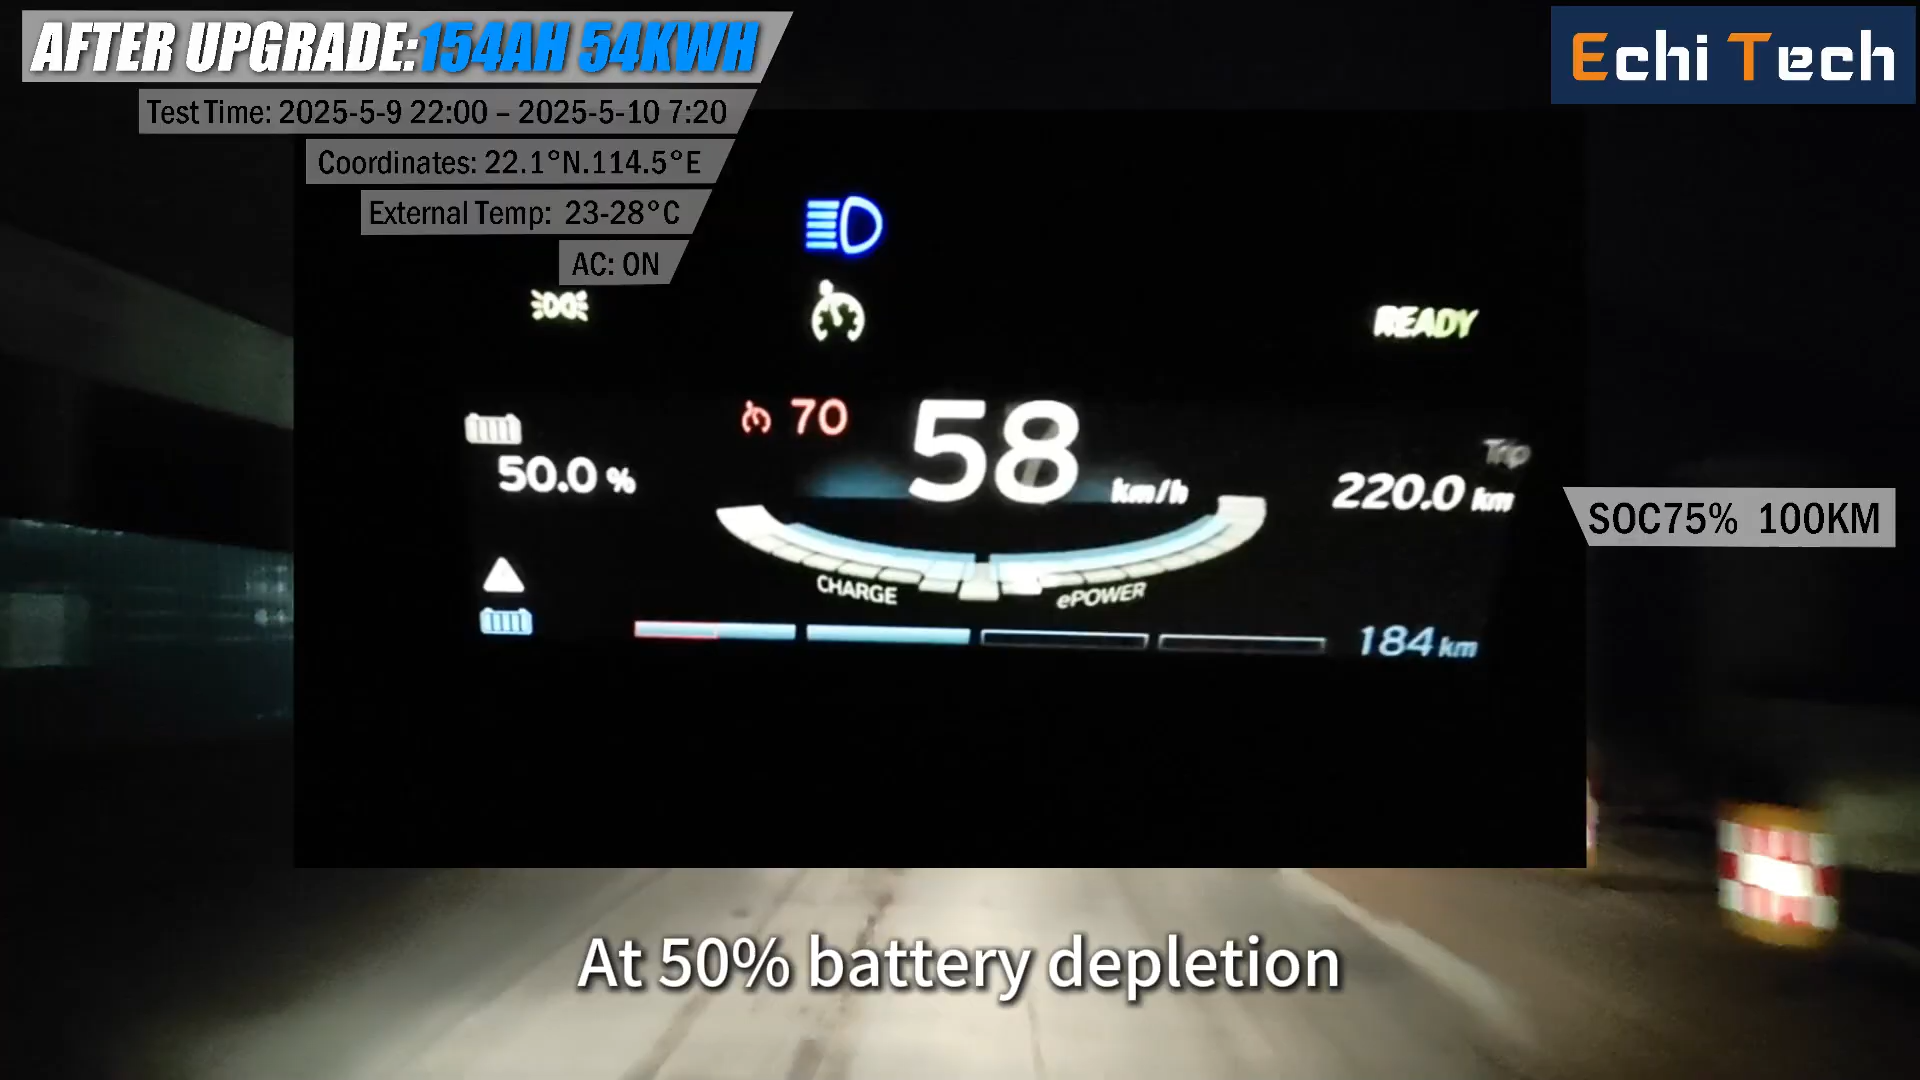 AFTER UPGRADE:154AH 54KWH
Echi Tech
Test Time: 2025-5-9 22:00 – 2025-5-10 7:20
Coordinates: 22.1°N.114.5°E
External Temp: 23-28°C
AC: ON
READY
70
58 km/h
50.0 %
Trip
220.0 km
SOC75% 100KM
CHARGE
ePOWER
184 km
At 50% battery depletion